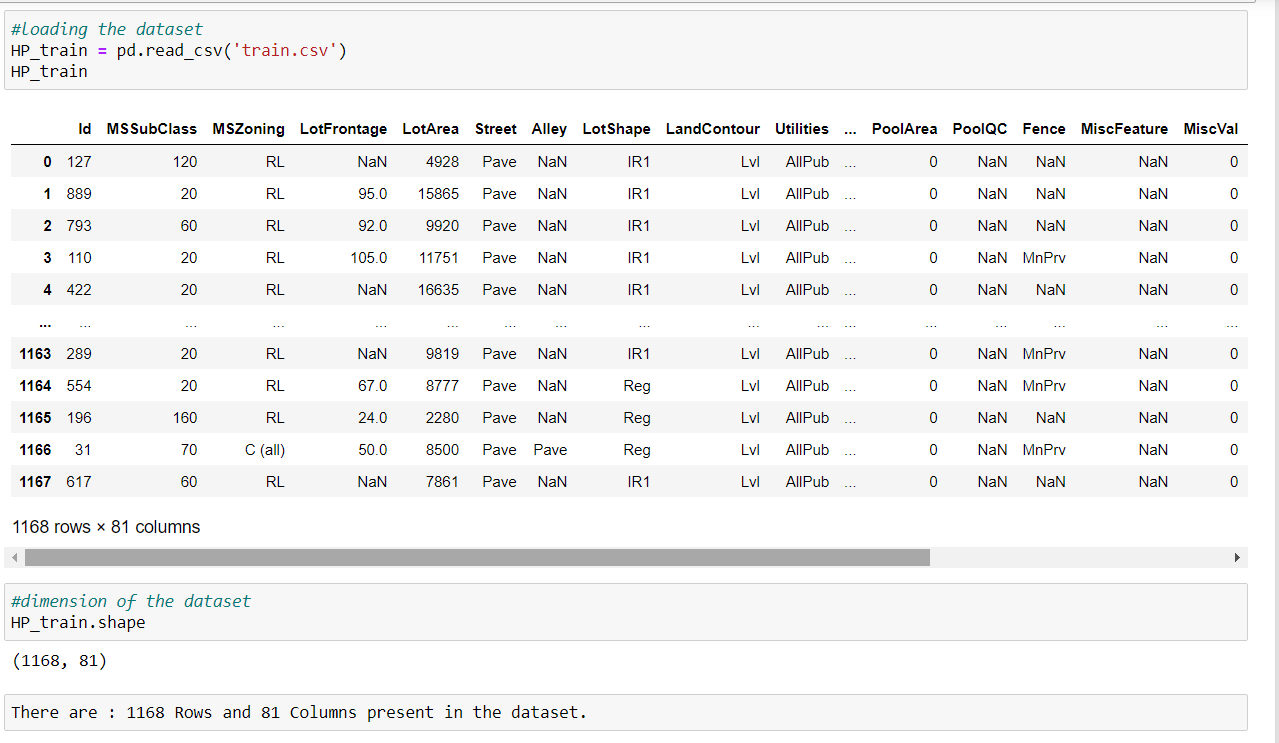 #loading the dataset
HP_train = pd.read_csv('train.csv')
HP_train
Id MSSubClass MSZoning LotFrontage LotArea Street Alley LotShape LandContour Utilities ... PoolArea PoolQC Fence MiscFeature MiscVal
0 127 120 RL NaN 4928 Pave NaN IR1 Lvl AllPub ... 0 NaN NaN NaN 0
1 889 20 RL 95.0 15865 Pave NaN IR1 Lvl AllPub ... 0 NaN NaN NaN 0
2 793 60 RL 92.0 9920 Pave NaN IR1 Lvl AllPub ... 0 NaN NaN NaN 0
3 110 20 RL 105.0 11751 Pave NaN IR1 Lvl AllPub ... 0 NaN MnPrv NaN 0
4 422 20 RL NaN 16635 Pave NaN IR1 Lvl AllPub ... 0 NaN NaN NaN 0
... ... ... ... ... ... ... ... ... ... ... ... ... ... ... ... ...
1163 289 20 RL NaN 9819 Pave NaN IR1 Lvl AllPub ... 0 NaN MnPrv NaN 0
1164 554 20 RL 67.0 8777 Pave NaN Reg Lvl AllPub ... 0 NaN MnPrv NaN 0
1165 196 160 RL 24.0 2280 Pave NaN Reg Lvl AllPub ... 0 NaN NaN NaN 0
1166 31 70 C (all) 50.0 8500 Pave Pave Reg Lvl AllPub ... 0 NaN MnPrv NaN 0
1167 617 60 RL NaN 7861 Pave NaN IR1 Lvl AllPub ... 0 NaN NaN NaN 0
1168 rows × 81 columns
#dimension of the dataset
HP_train.shape
(1168, 81)
There are : 1168 Rows and 81 Columns present in the dataset.